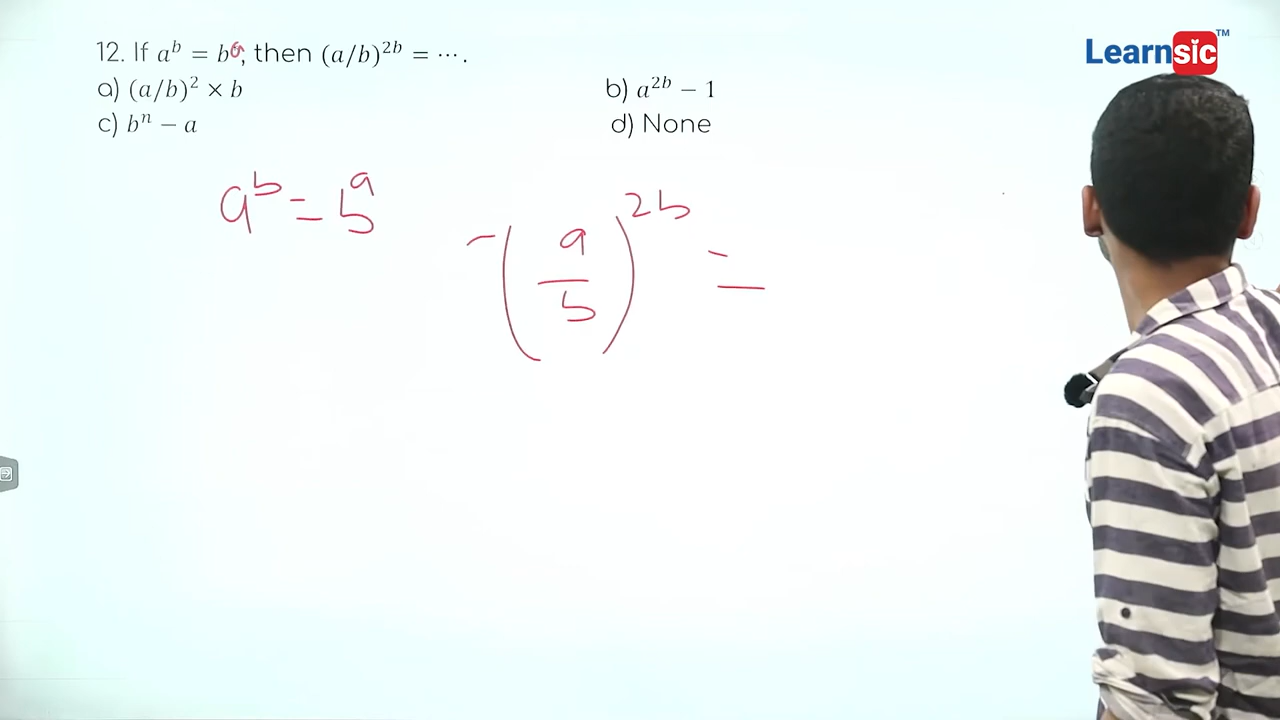 Learnsic™
12. If a^b = b^a, then (a/b)^{2b} = ⋯.
a) (a/b)^2 × b
b) a^{2b} − 1
c) b^n − a
d) None
a^b = b^a
-(a/b)^{2b} =